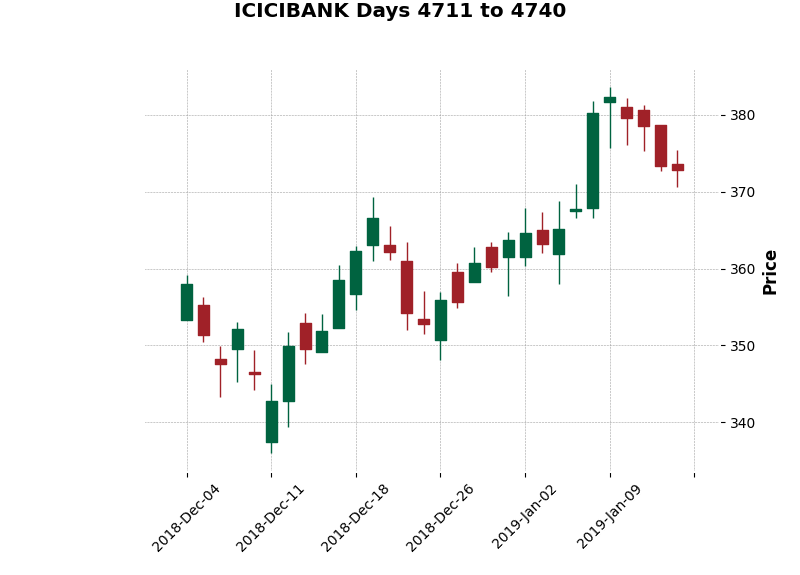 ICICIBANK Days 4711 to 4740
380
370
360
350
340
Price
2018-Dec-04
2018-Dec-11
2018-Dec-18
2018-Dec-26
2019-Jan-02
2019-Jan-09